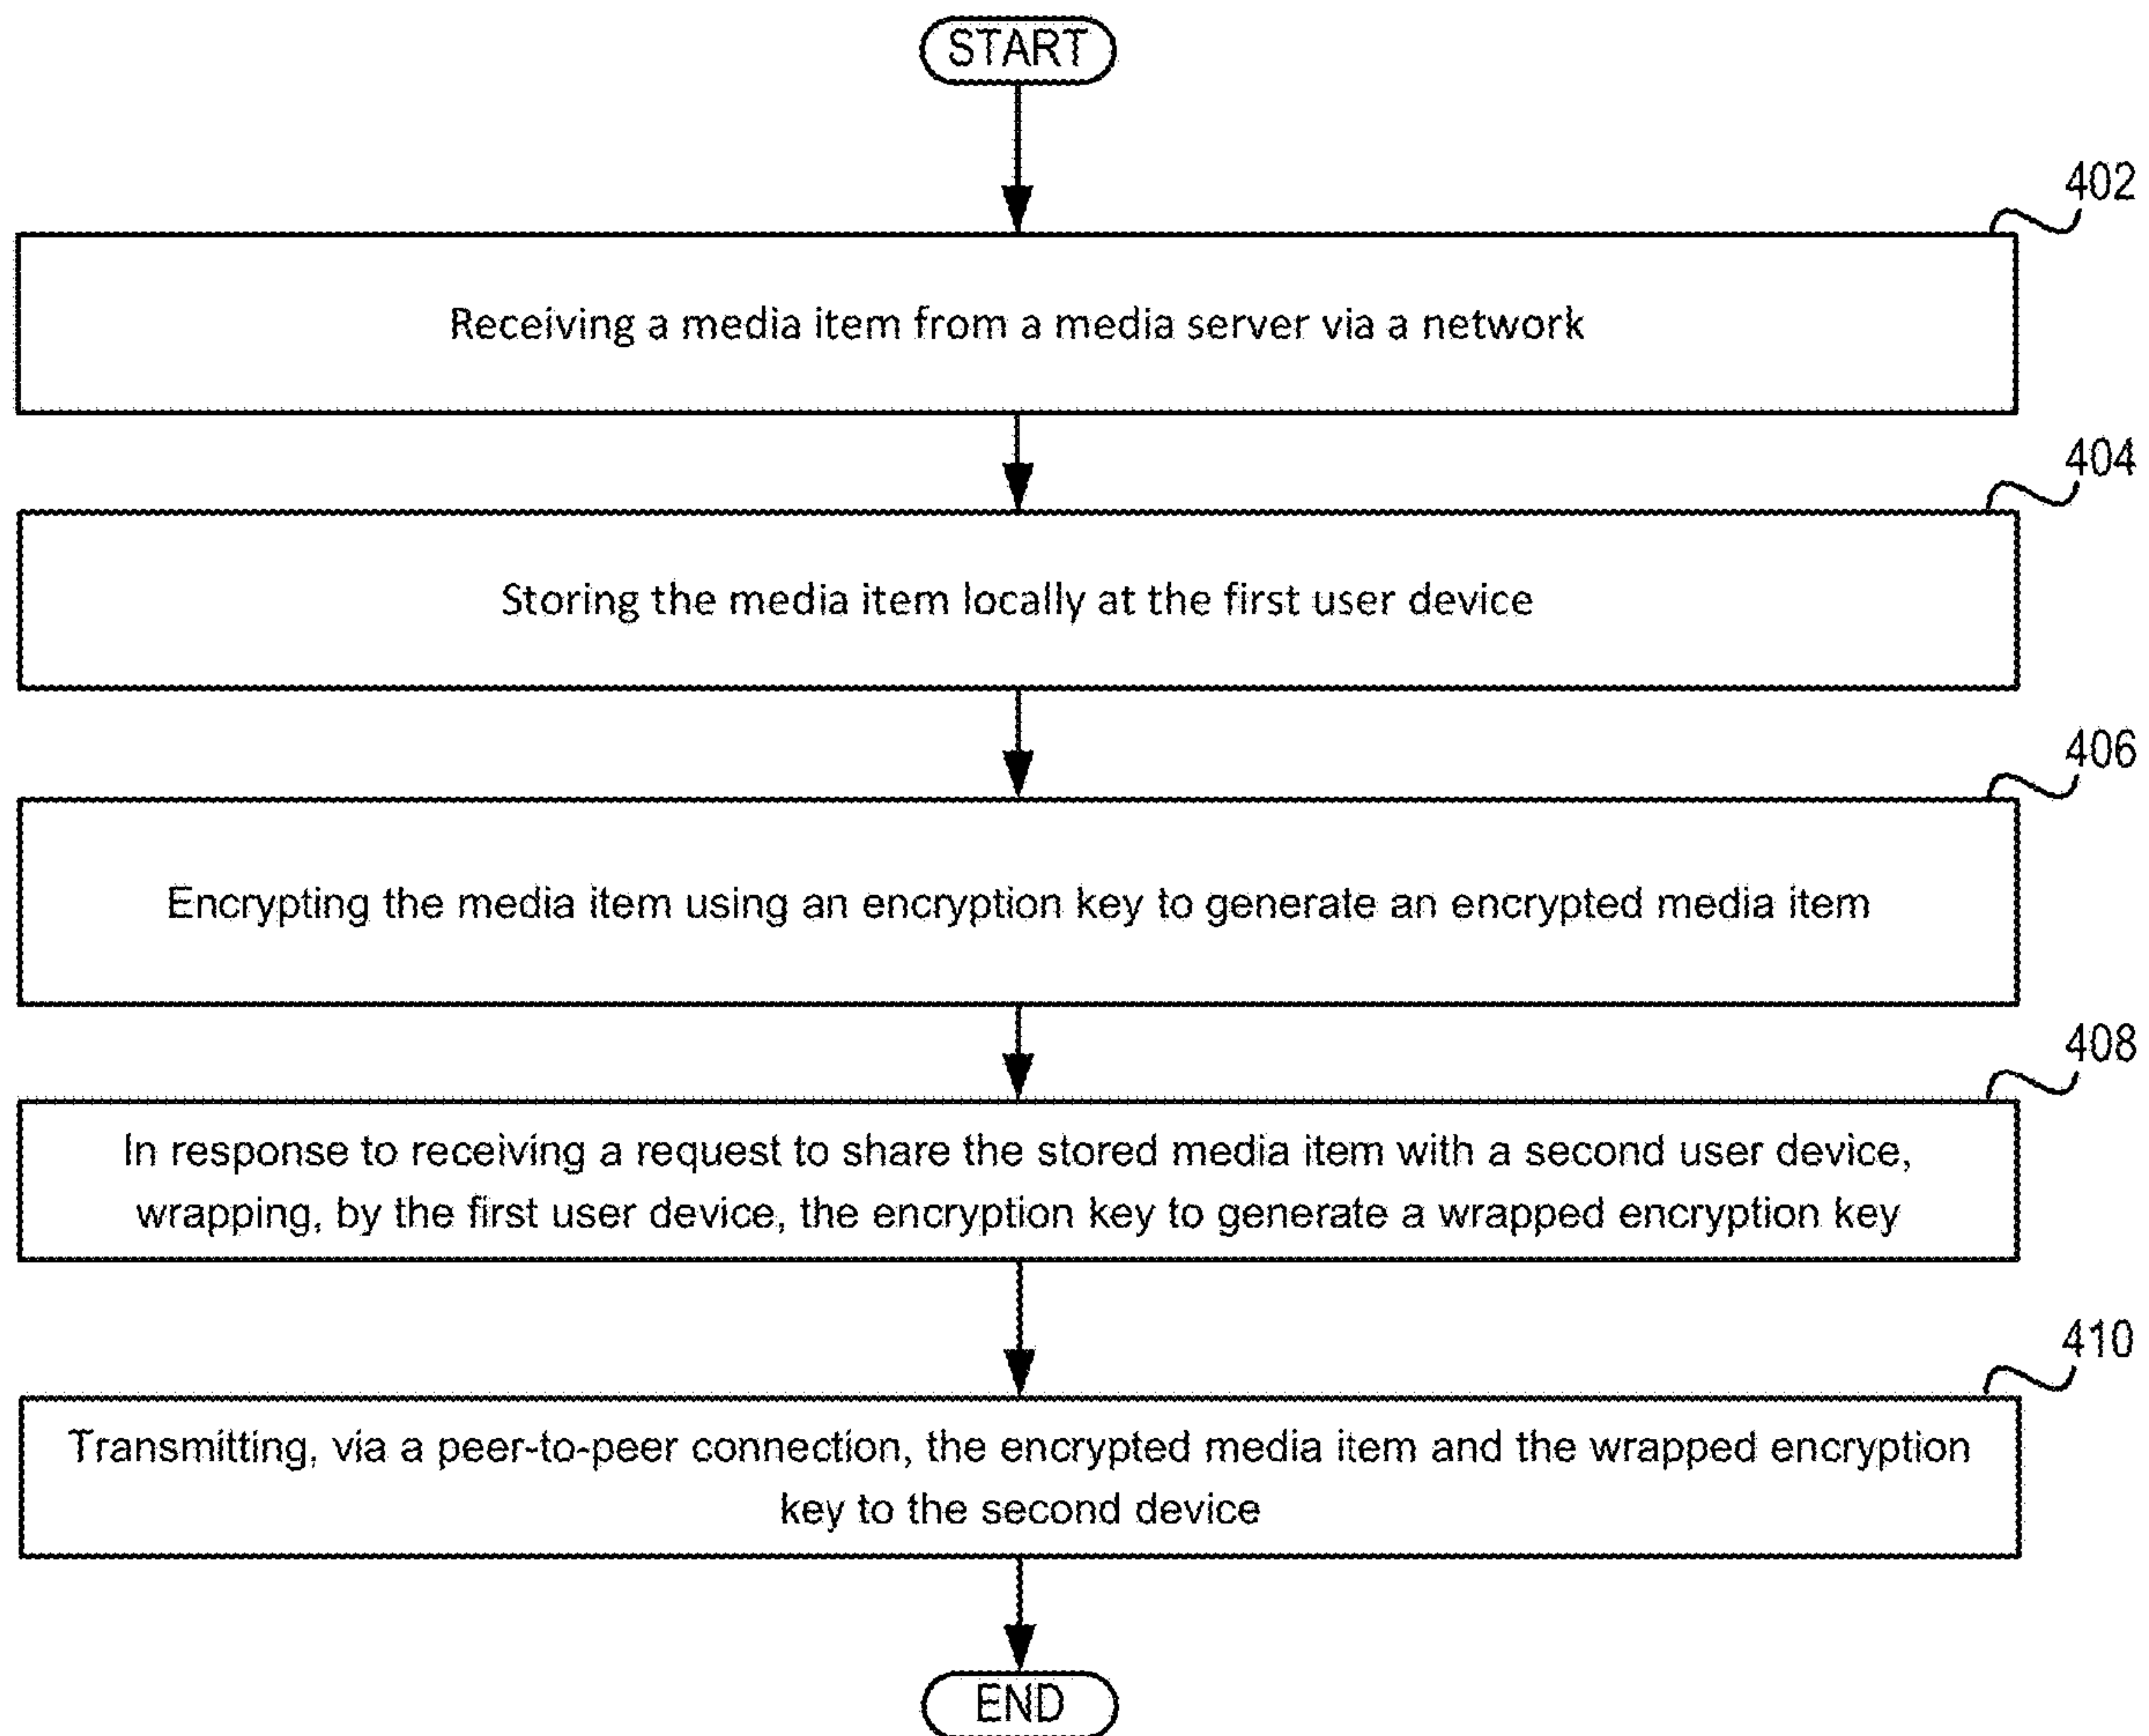 START
402
Receiving a media item from a media server via a network
404
Storing the media item locally at the first user device
406
Encrypting the media item using an encryption key to generate an encrypted media item
408
In response to receiving a request to share the stored media item with a second user device,
wrapping, by the first user device, the encryption key to generate a wrapped encryption key
410
Transmitting, via a peer-to-peer connection, the encrypted media item and the wrapped encryption
key to the second device
END